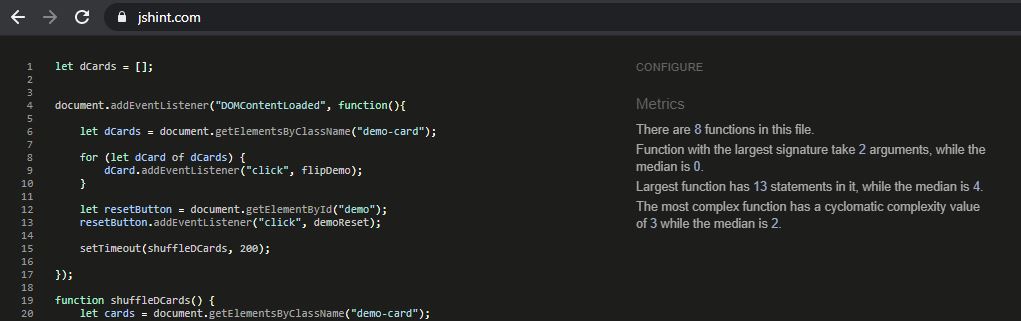 jshint.com
1 let dCards = [];
2
3
4 document.addEventListener("DOMContentLoaded", function(){
5
6 let dCards = document.getElementsByClassName("demo-card");
7
8 for (let dCard of dCards) {
9 dCard.addEventListener("click", flipDemo);
10 }
11
12 let resetButton = document.getElementById("demo");
13 resetButton.addEventListener("click", demoReset);
14
15 setTimeout(shuffleDCards, 200);
16
17 });
18
19 function shuffleDCards() {
20 let cards = document.getElementsByClassName("demo-card");
CONFIGURE
Metrics
There are 8 functions in this file.
Function with the largest signature take 2 arguments, while the
median is 0.
Largest function has 13 statements in it, while the median is 4.
The most complex function has a cyclomatic complexity value
of 3 while the median is 2.